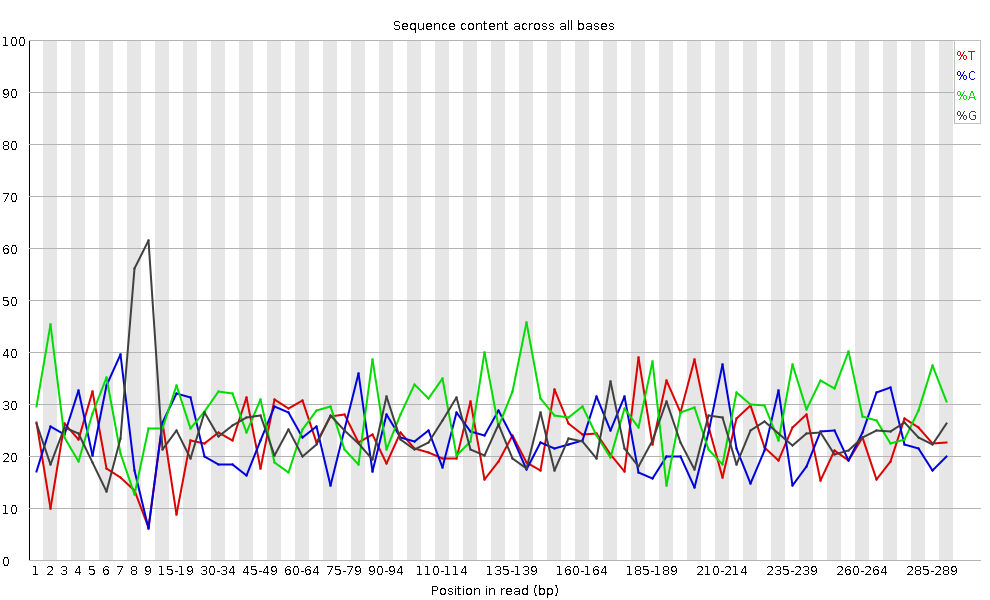 Sequence content across all bases
100
90
80
70
60
50
40
30
20
10
0
%T
%C
%A
%G
1 2 3 4 5 6 7 8 9 15-19 30-34 45-49 60-64 75-79 90-94 110-114 135-139 160-164 185-189 210-214 235-239 260-264 285-289
Position in read (bp)